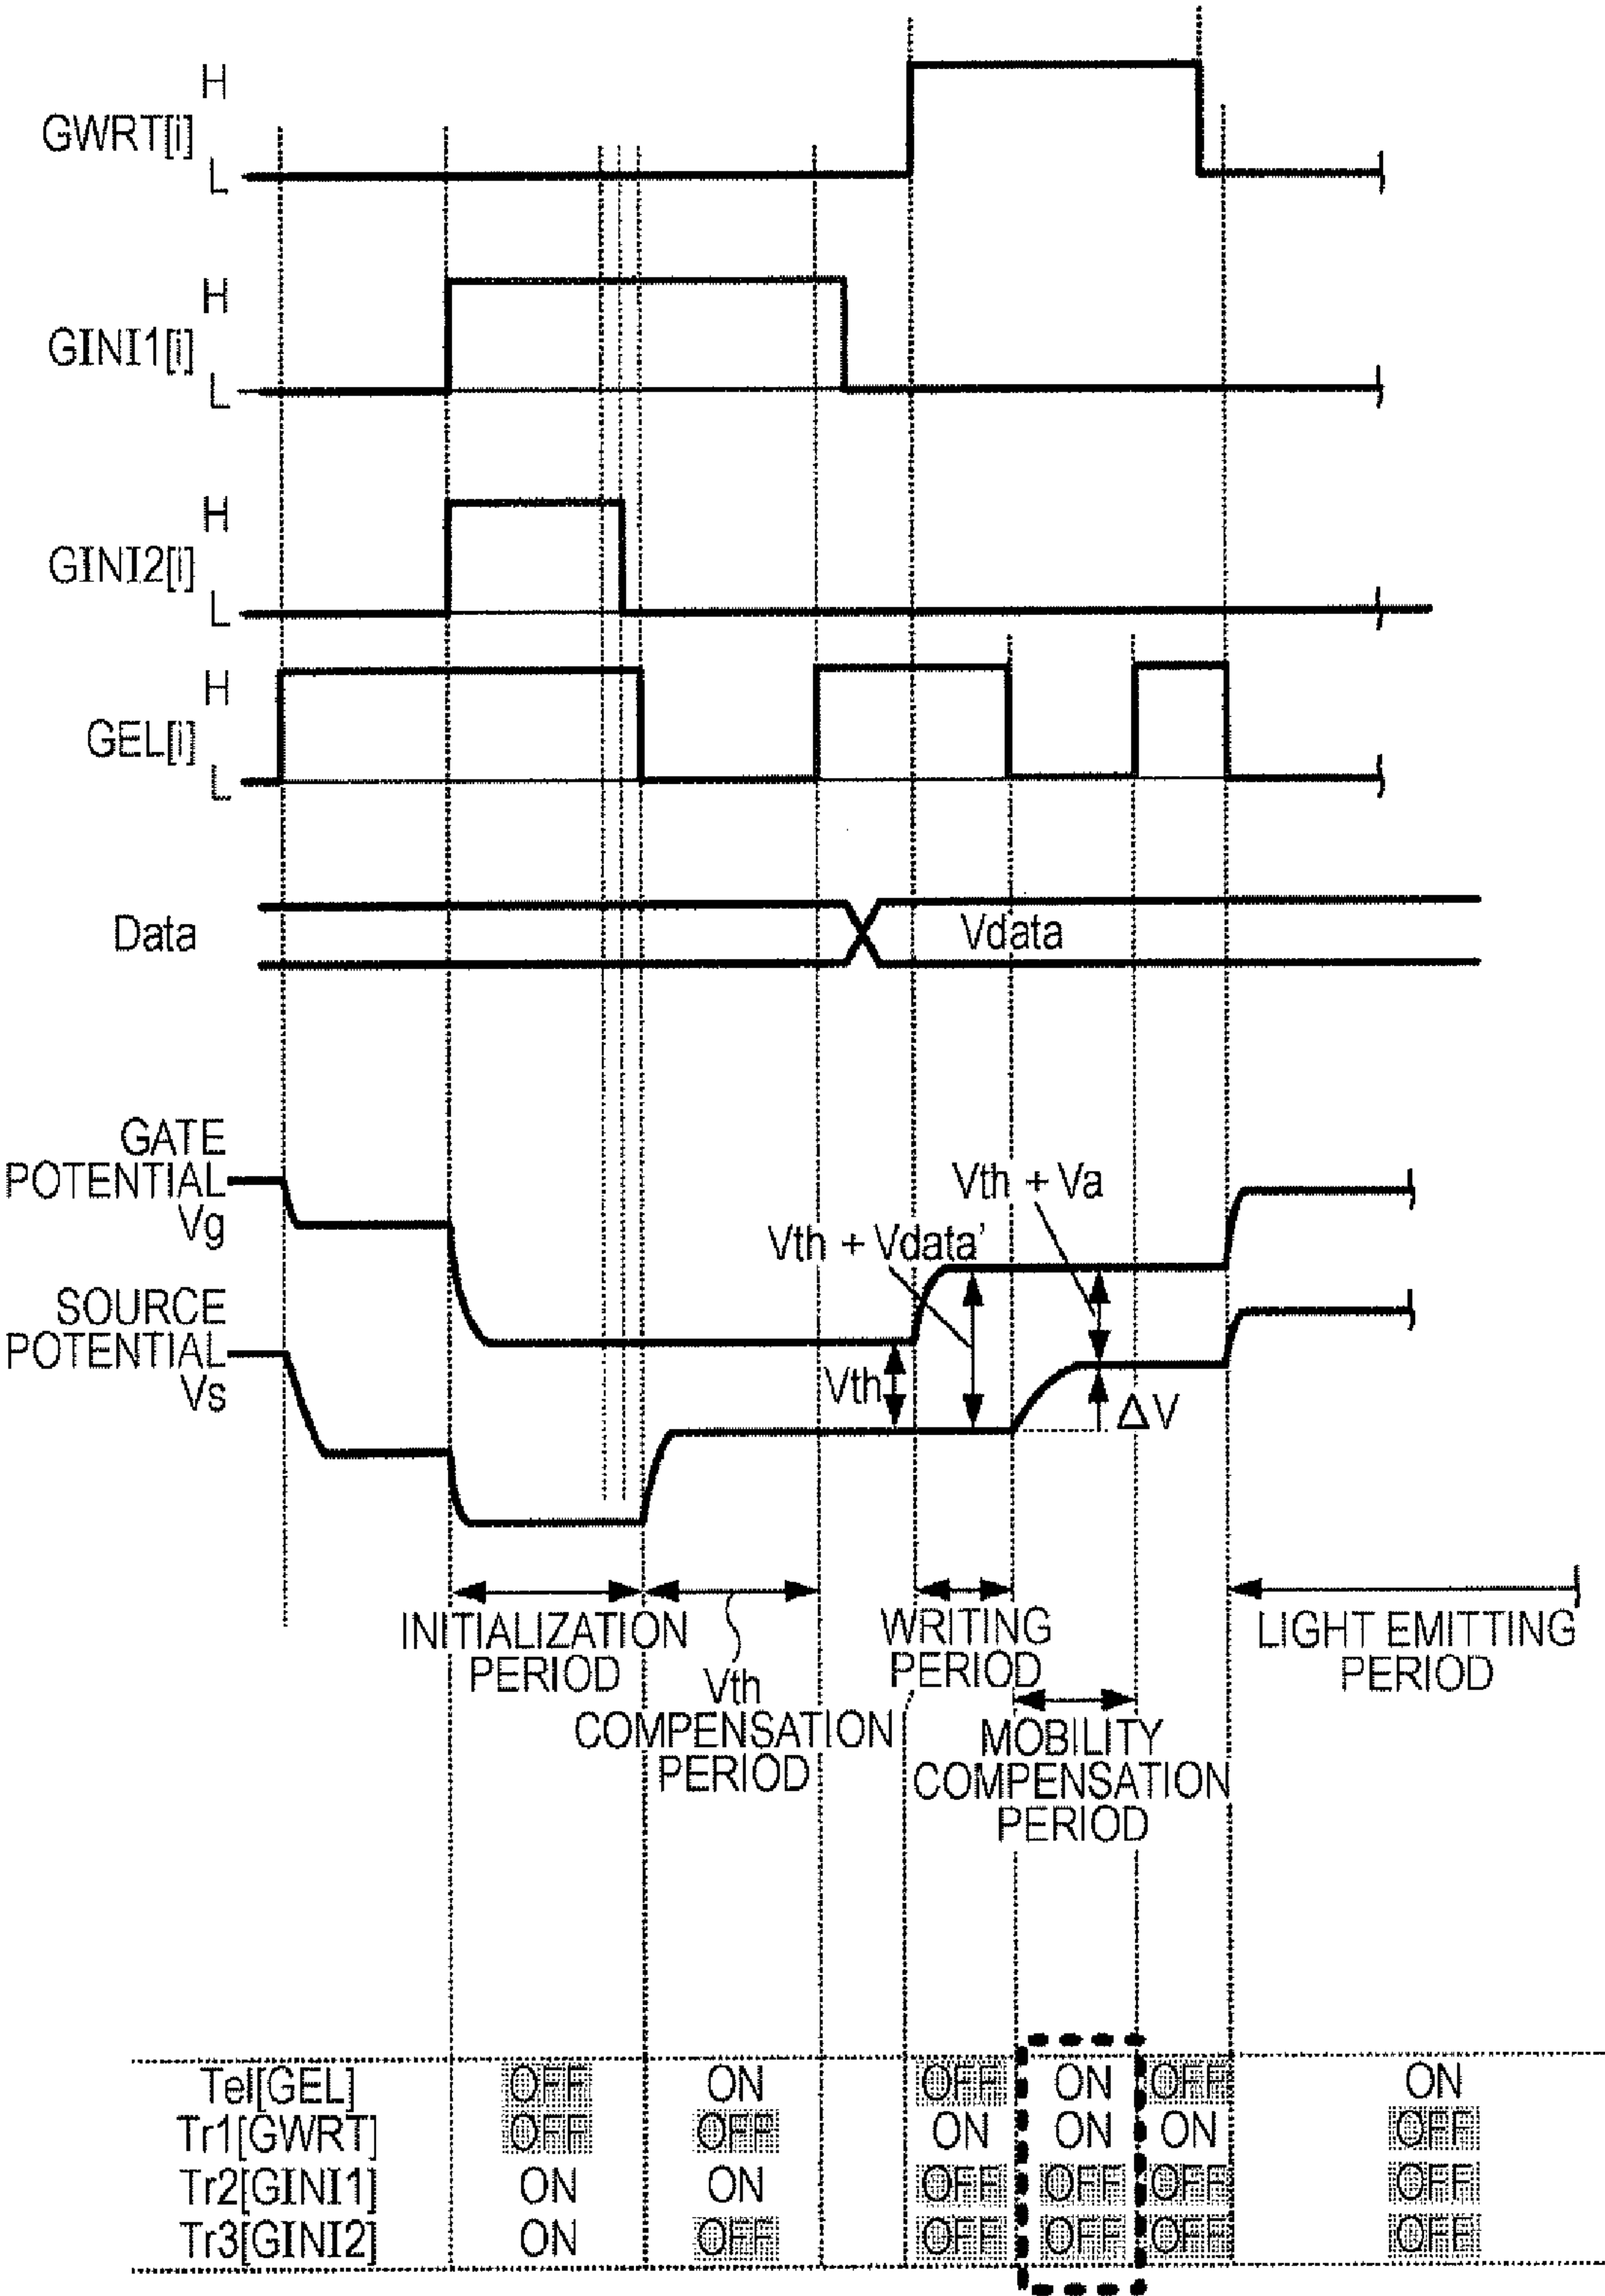 H
GWRT[i]
L
H
GINI1[i]
L
H
GINI2[i]
L
H
GEL[i]
L
Data
Vdata
GATE
POTENTIAL
Vg
Vth + Va
Vth + Vdata'
SOURCE
POTENTIAL
Vs
Vth
ΔV
INITIALIZATION
PERIOD
Vth
COMPENSATION
PERIOD
WRITING
PERIOD
MOBILITY
COMPENSATION
PERIOD
LIGHT EMITTING
PERIOD
Tel[GEL] OFF ON OFF ON OFF ON
Tr1[GWRT] OFF OFF ON ON ON OFF
Tr2[GINI1] ON ON OFF OFF OFF OFF
Tr3[GINI2] ON OFF OFF OFF OFF OFF